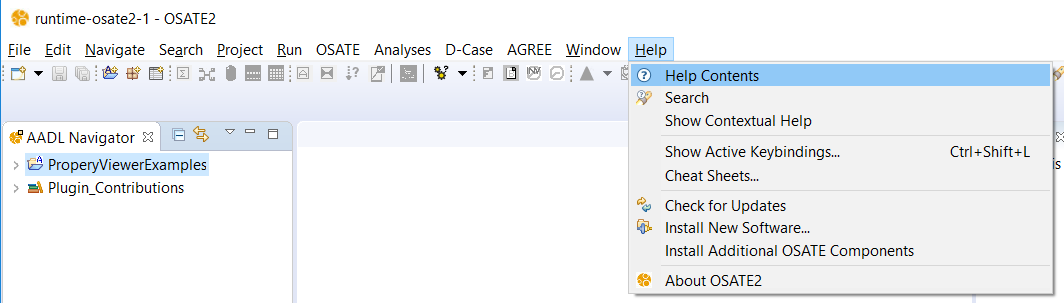 runtime-osate2-1 - OSATE2
File Edit Navigate Search Project Run OSATE Analyses D-Case AGREE Window Help
AADL Navigator
ProperyViewerExamples
Plugin_Contributions
Help Contents
Search
Show Contextual Help
Show Active Keybindings... Ctrl+Shift+L
Cheat Sheets...
Check for Updates
Install New Software...
Install Additional OSATE Components
About OSATE2
is